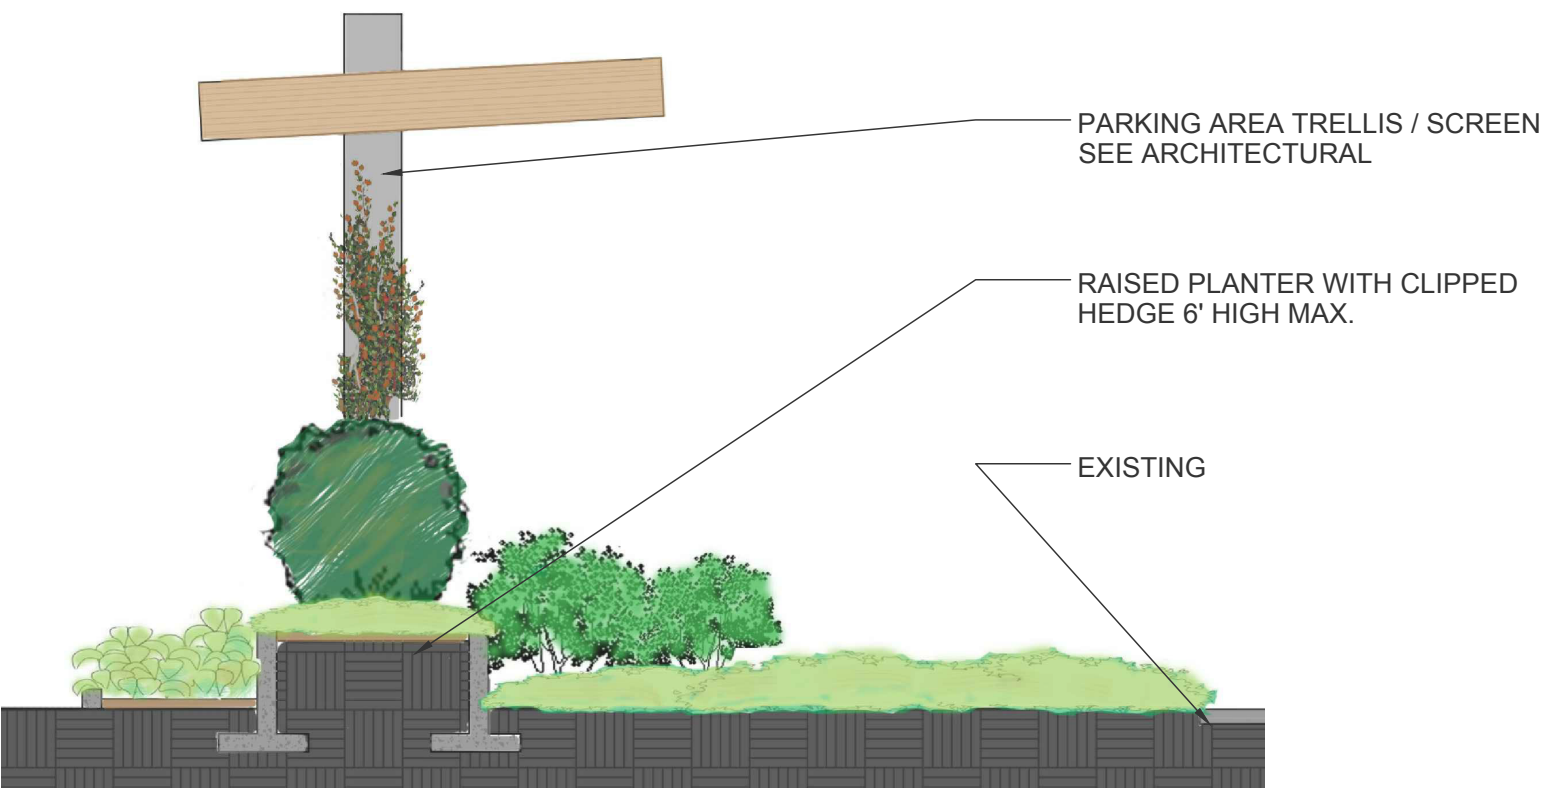 PARKING AREA TRELLIS / SCREEN
SEE ARCHITECTURAL
RAISED PLANTER WITH CLIPPED
HEDGE 6' HIGH MAX.
EXISTING